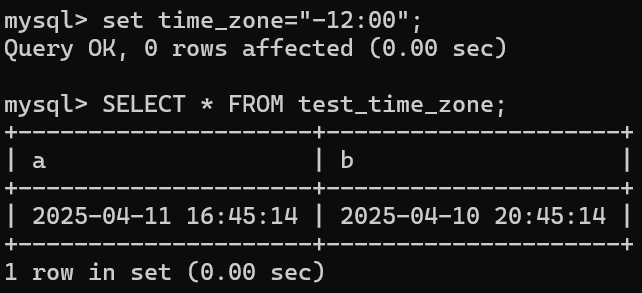 mysql> set time_zone="-12:00";
Query OK, 0 rows affected (0.00 sec)
mysql> SELECT * FROM test_time_zone;
+---------------------+---------------------+
| a                   | b                   |
+---------------------+---------------------+
| 2025-04-11 16:45:14 | 2025-04-10 20:45:14 |
+---------------------+---------------------+
1 row in set (0.00 sec)